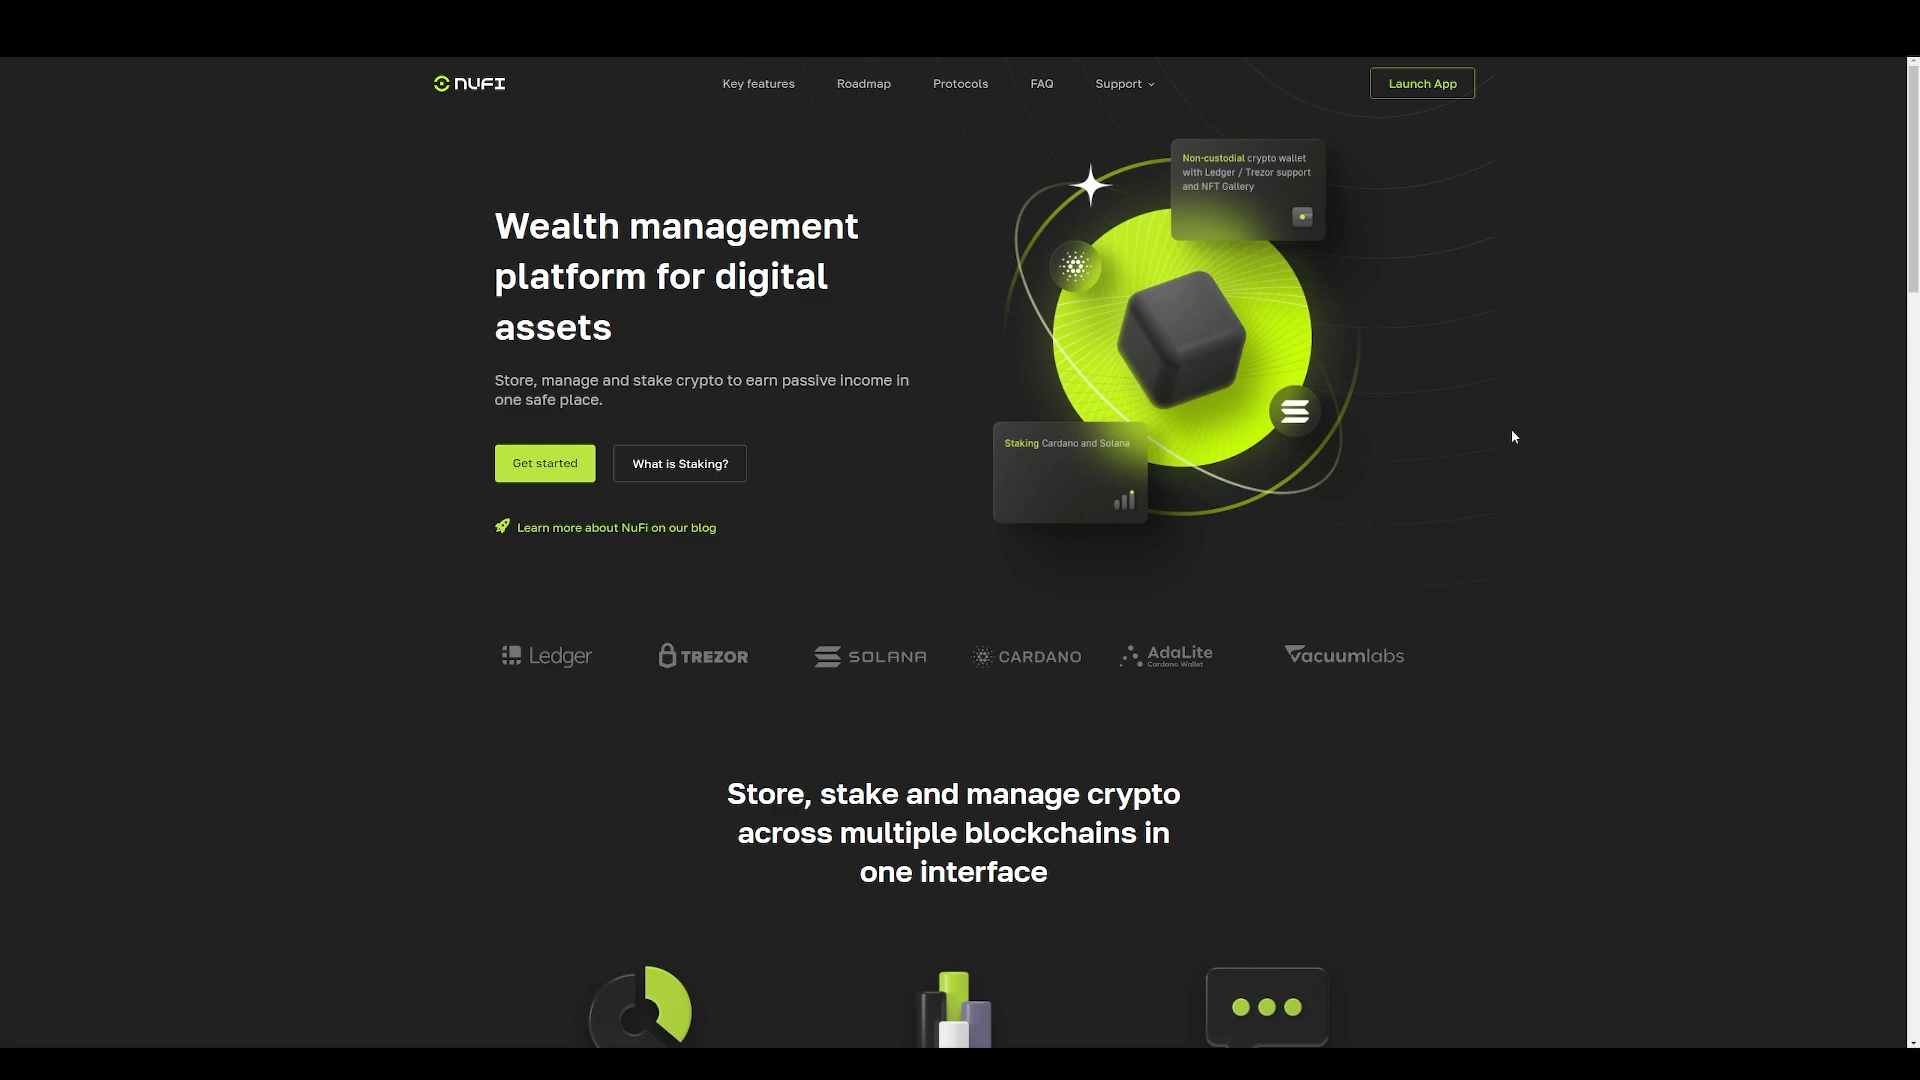 NUFI
Key features
Roadmap
Protocols
FAQ
Support
Launch App
Non-custodial crypto wallet
with Ledger / Trezor support
and NFT Gallery
Wealth management
platform for digital
assets
Store, manage and stake crypto to earn passive income in
one safe place.
Get started
What is Staking?
Learn more about NuFi on our blog
Staking Cardano and Solana
Ledger
TREZOR
SOLANA
CARDANO
AdaLite
Cardano Wallet
Vacuumlabs
Store, stake and manage crypto
across multiple blockchains in
one interface